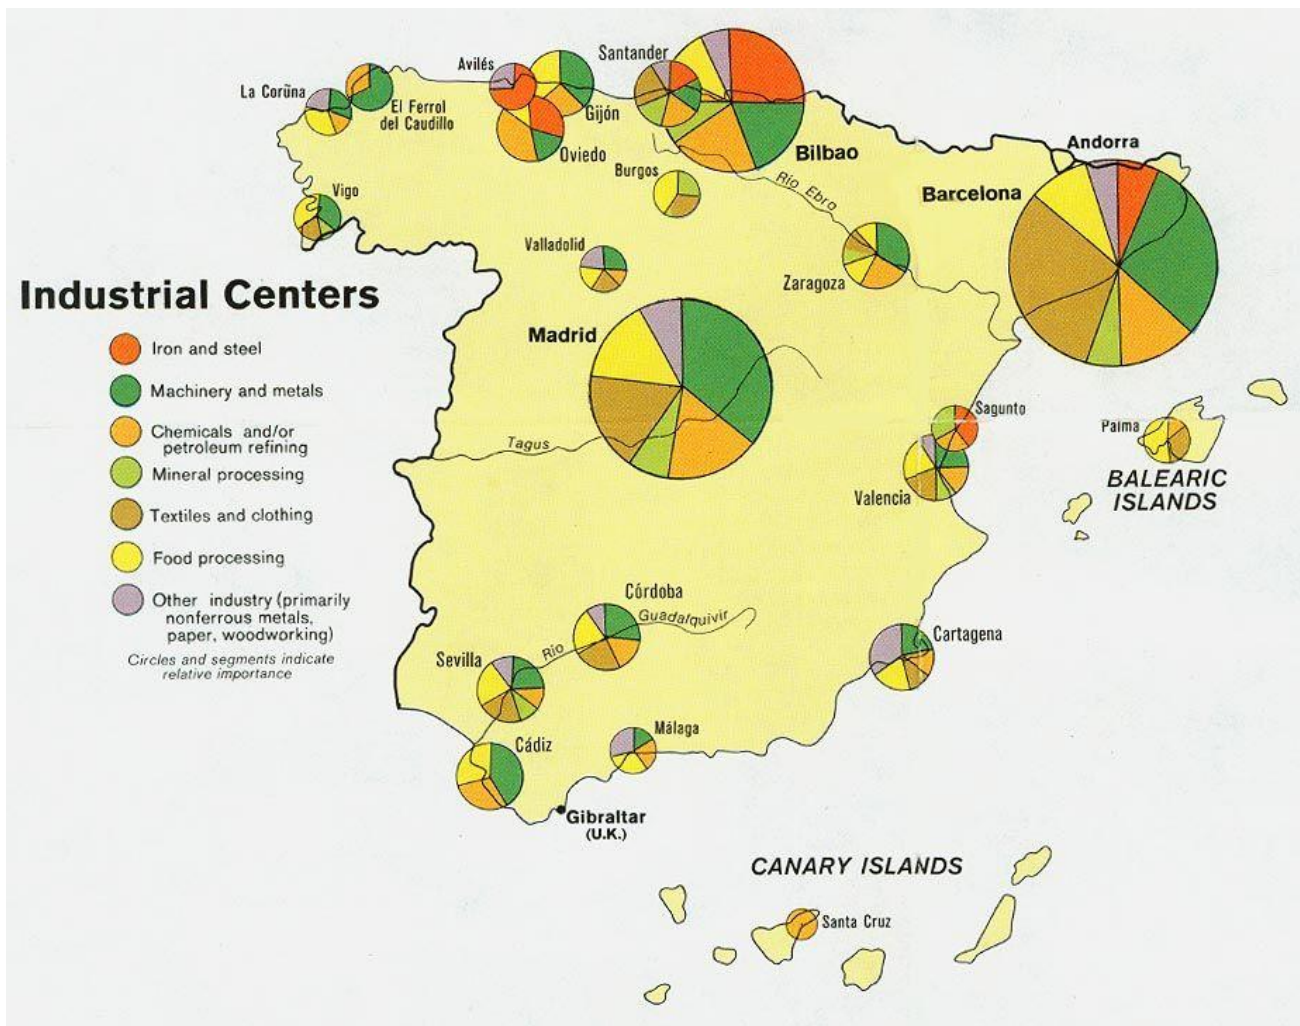 Santander
Avilés
La Coruña
El Ferrol
del Caudillo
Gijón
Oviedo
Bilbao
Andorra
Burgos
Río Ebro
Barcelona
Vigo
Valladolid
Zaragoza
Industrial Centers
Madrid
Iron and steel
Machinery and metals
Chemicals and/or
petroleum refining
Mineral processing
Textiles and clothing
Food processing
Other industry (primarily
nonferrous metals,
paper, woodworking)
Circles and segments indicate
relative importance
Tagus
Sagunto
Valencia
Palma
BALEARIC
ISLANDS
Córdoba
Río Guadalquivir
Sevilla
Cartagena
Cádiz
Málaga
Gibraltar
(U.K.)
CANARY ISLANDS
Santa Cruz